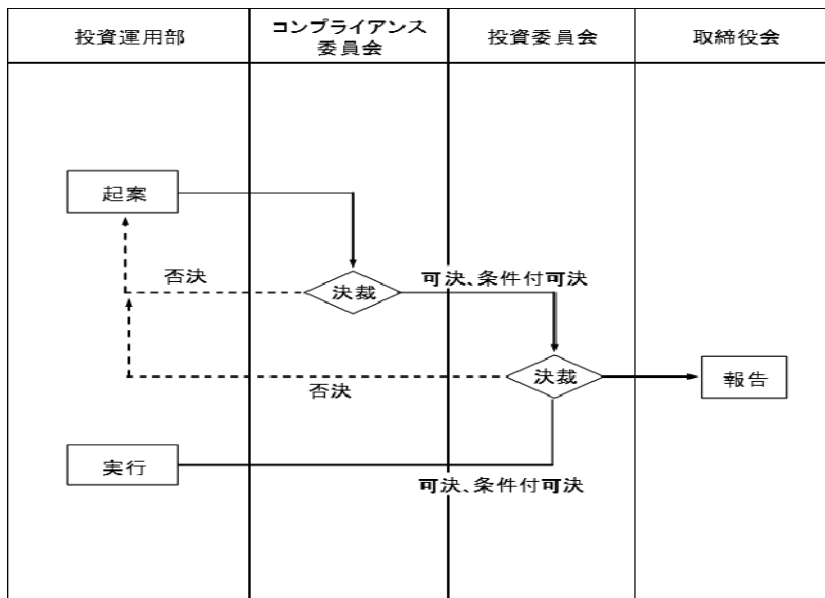 投資運用部
コンプライアンス
委員会
投資委員会
取締役会
起案
否決
決裁
可決、条件付可決
否決
決裁
報告
実行
可決、条件付可決